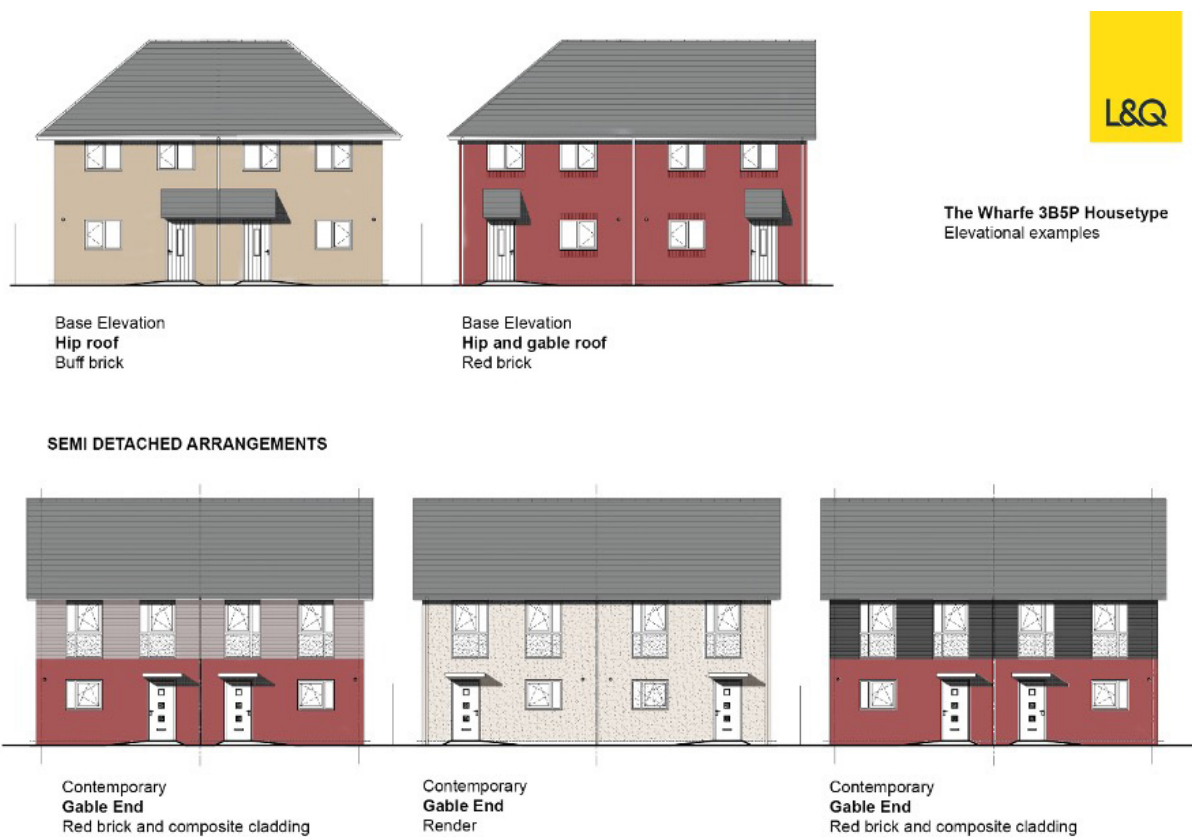 L&Q
The Wharfe 3B5P Housetype
Elevational examples
Base Elevation
Hip roof
Buff brick
Base Elevation
Hip and gable roof
Red brick
SEMI DETACHED ARRANGEMENTS
Contemporary
Gable End
Red brick and composite cladding
Contemporary
Gable End
Render
Contemporary
Gable End
Red brick and composite cladding